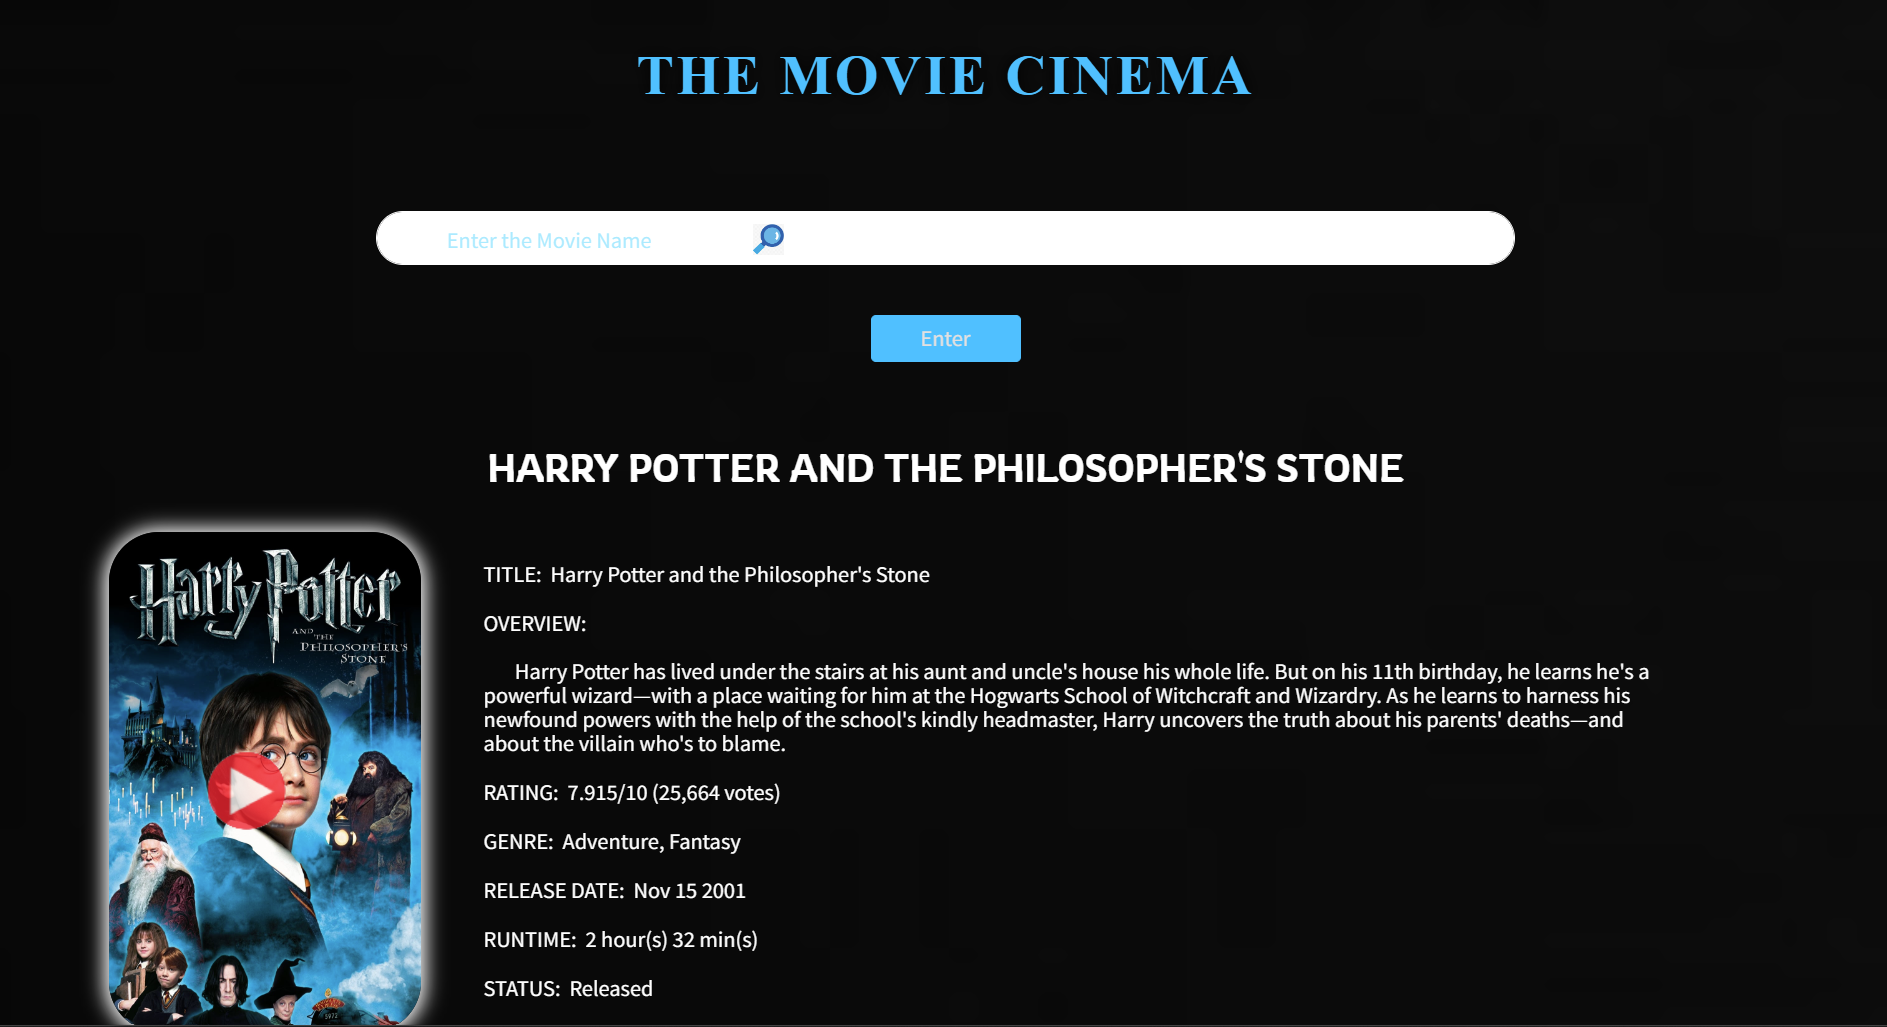 THE MOVIE CINEMA
Enter the Movie Name
Enter
HARRY POTTER AND THE PHILOSOPHER'S STONE
Harry Potter
AND THE
PHILOSOPHER'S
STONE
5972
TITLE: Harry Potter and the Philosopher's Stone
OVERVIEW:
Harry Potter has lived under the stairs at his aunt and uncle's house his whole life. But on his 11th birthday, he learns he's a
powerful wizard—with a place waiting for him at the Hogwarts School of Witchcraft and Wizardry. As he learns to harness his
newfound powers with the help of the school's kindly headmaster, Harry uncovers the truth about his parents' deaths—and
about the villain who's to blame.
RATING: 7.915/10 (25,664 votes)
GENRE: Adventure, Fantasy
RELEASE DATE: Nov 15 2001
RUNTIME: 2 hour(s) 32 min(s)
STATUS: Released